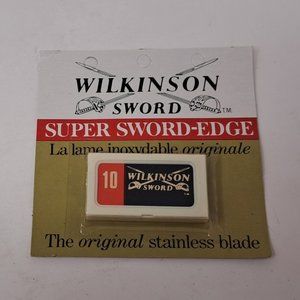 WILKINSON
SWORD TM
SUPER SWORD-EDGE
La lame inoxydable originale
10
WILKINSON
SWORD
The original stainless blade